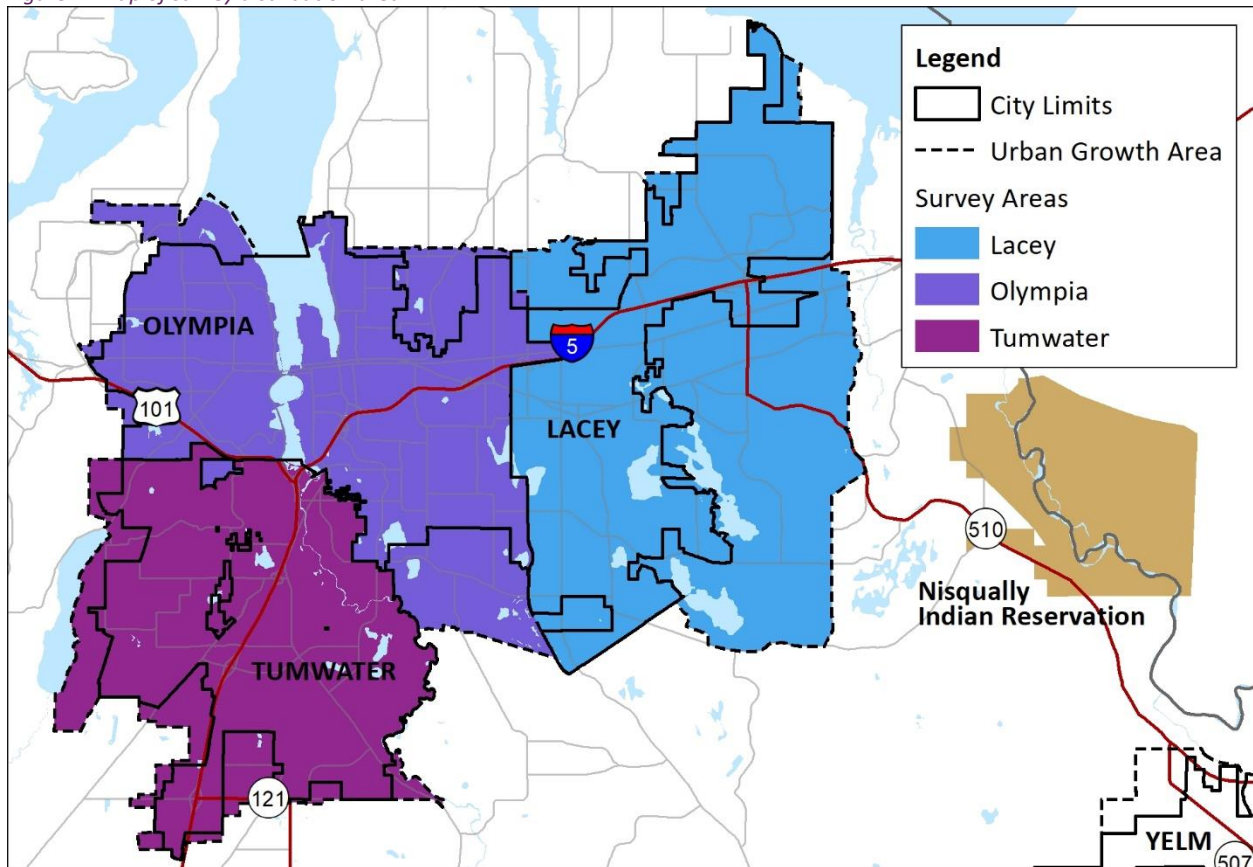 Legend
City Limits
Urban Growth Area
Survey Areas
Lacey
Olympia
Tumwater
OLYMPIA
5
101
LACEY
510
Nisqually
Indian Reservation
TUMWATER
121
YELM
507